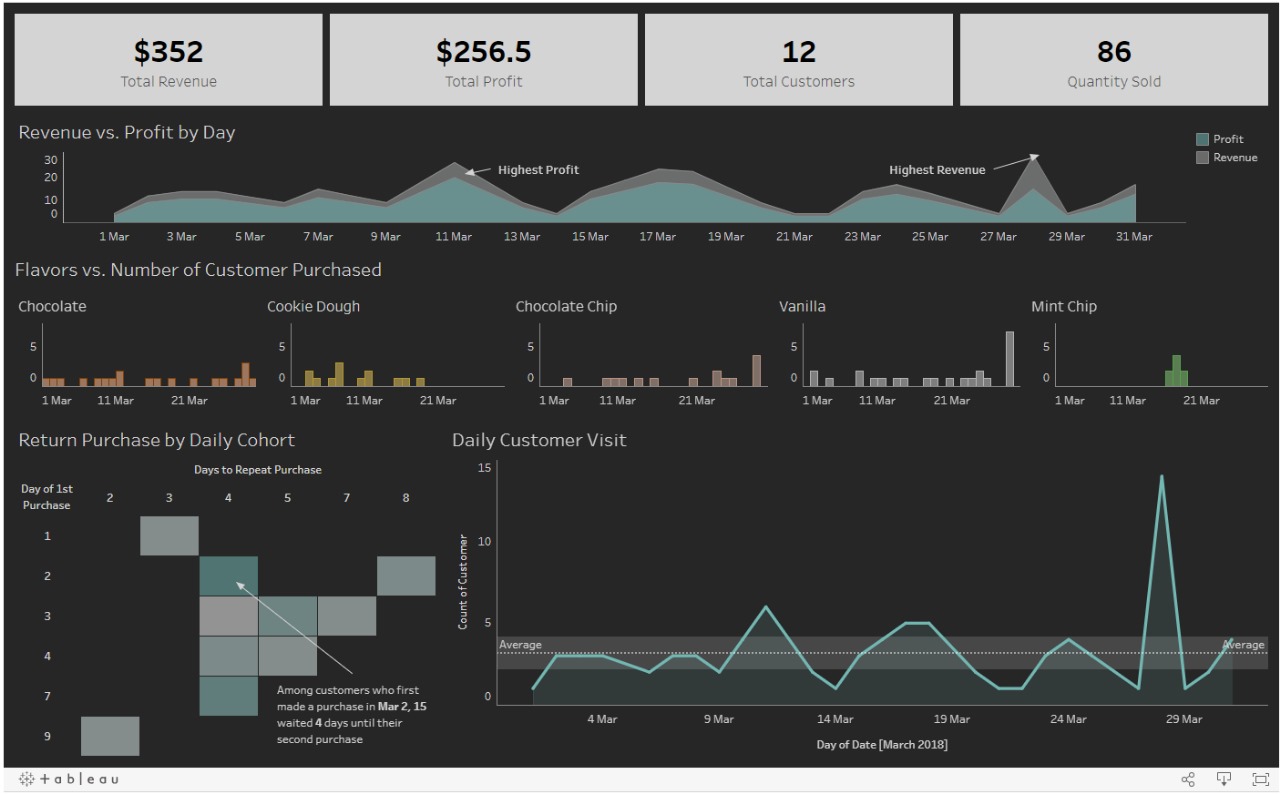 $352
Total Revenue
$256.5
Total Profit
12
Total Customers
86
Quantity Sold
Revenue vs. Profit by Day
Profit
Revenue
30
20
10
0
Highest Profit
Highest Revenue
1 Mar 3 Mar 5 Mar 7 Mar 9 Mar 11 Mar 13 Mar 15 Mar 17 Mar 19 Mar 21 Mar 23 Mar 25 Mar 27 Mar 29 Mar 31 Mar
Flavors vs. Number of Customer Purchased
Chocolate
5
0
1 Mar 11 Mar 21 Mar
Cookie Dough
5
0
1 Mar 11 Mar 21 Mar
Chocolate Chip
5
0
1 Mar 11 Mar 21 Mar
Vanilla
5
0
1 Mar 11 Mar 21 Mar
Mint Chip
5
0
1 Mar 11 Mar 21 Mar
Return Purchase by Daily Cohort
Days to Repeat Purchase
Day of 1st
Purchase
2 3 4 5 7 8
1
2
3
4
7
9
Among customers who first
made a purchase in Mar 2, 15
waited 4 days until their
second purchase
Daily Customer Visit
Count of Customer
15
10
5
0
Average
Average
4 Mar 9 Mar 14 Mar 19 Mar 24 Mar 29 Mar
Day of Date [March 2018]
+ableau